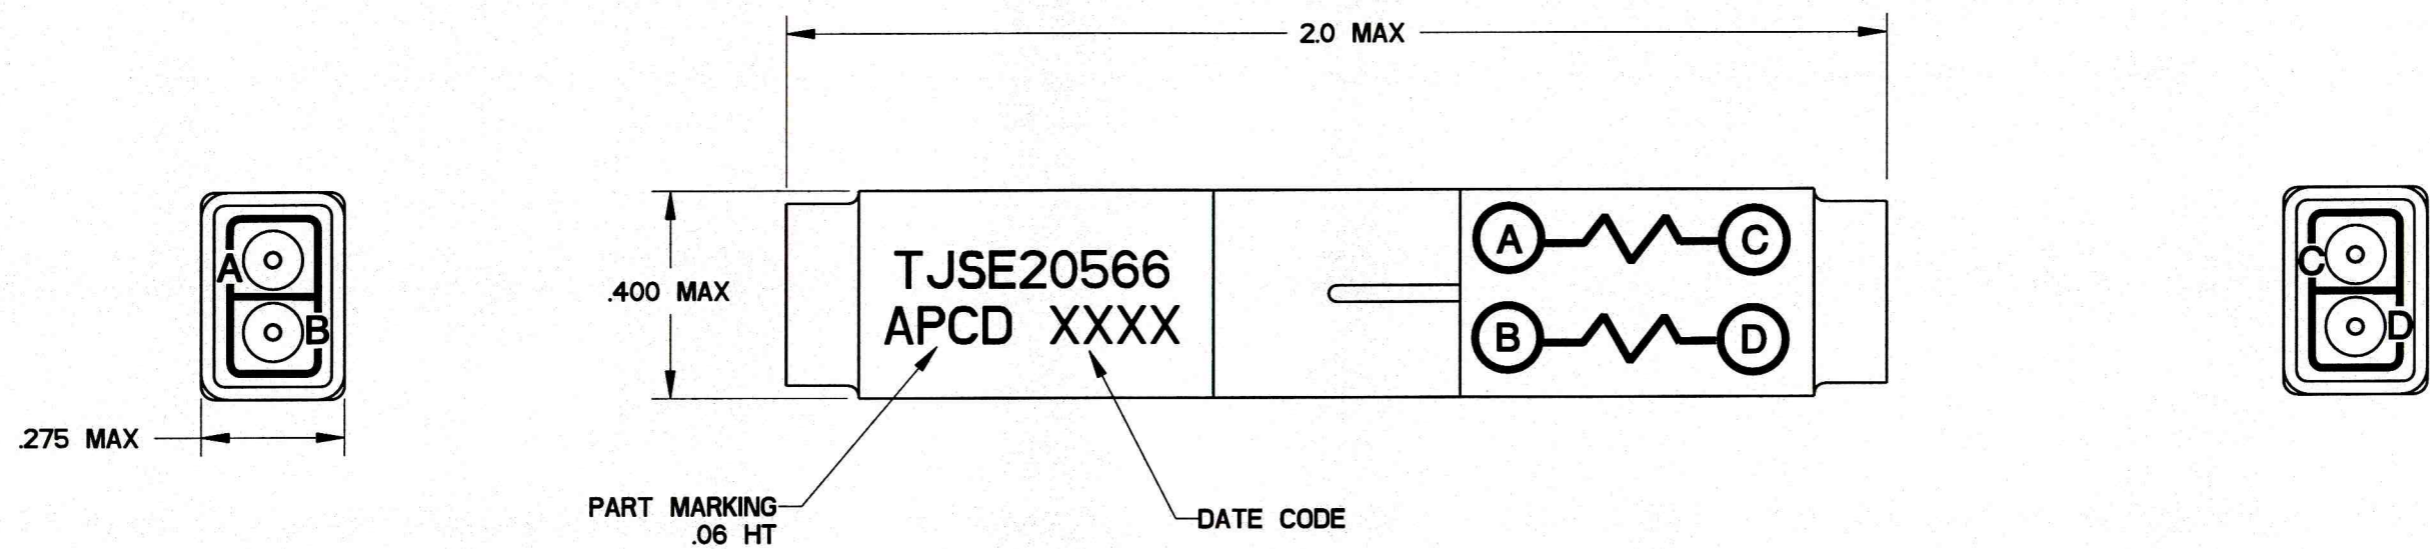 2.0 MAX
A
B
.275 MAX
.400 MAX
TJSE20566
APCD XXXX
A C
B D
PART MARKING
.06 HT
DATE CODE
C
D